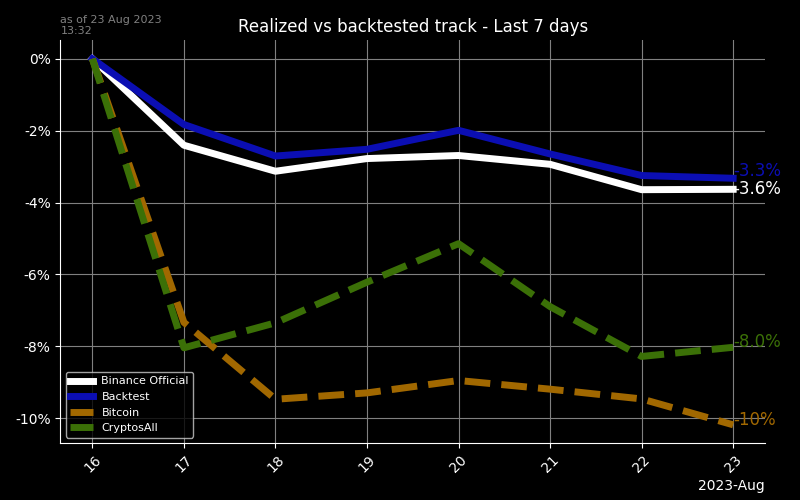 as of 23 Aug 2023
13:32
Realized vs backtested track - Last 7 days
0%
-2%
-4%
-6%
-8%
-10%
-3.3%
-3.6%
-8.0%
-10%
Binance Official
Backtest
Bitcoin
CryptosAll
16
17
18
19
20
21
22
23
2023-Aug